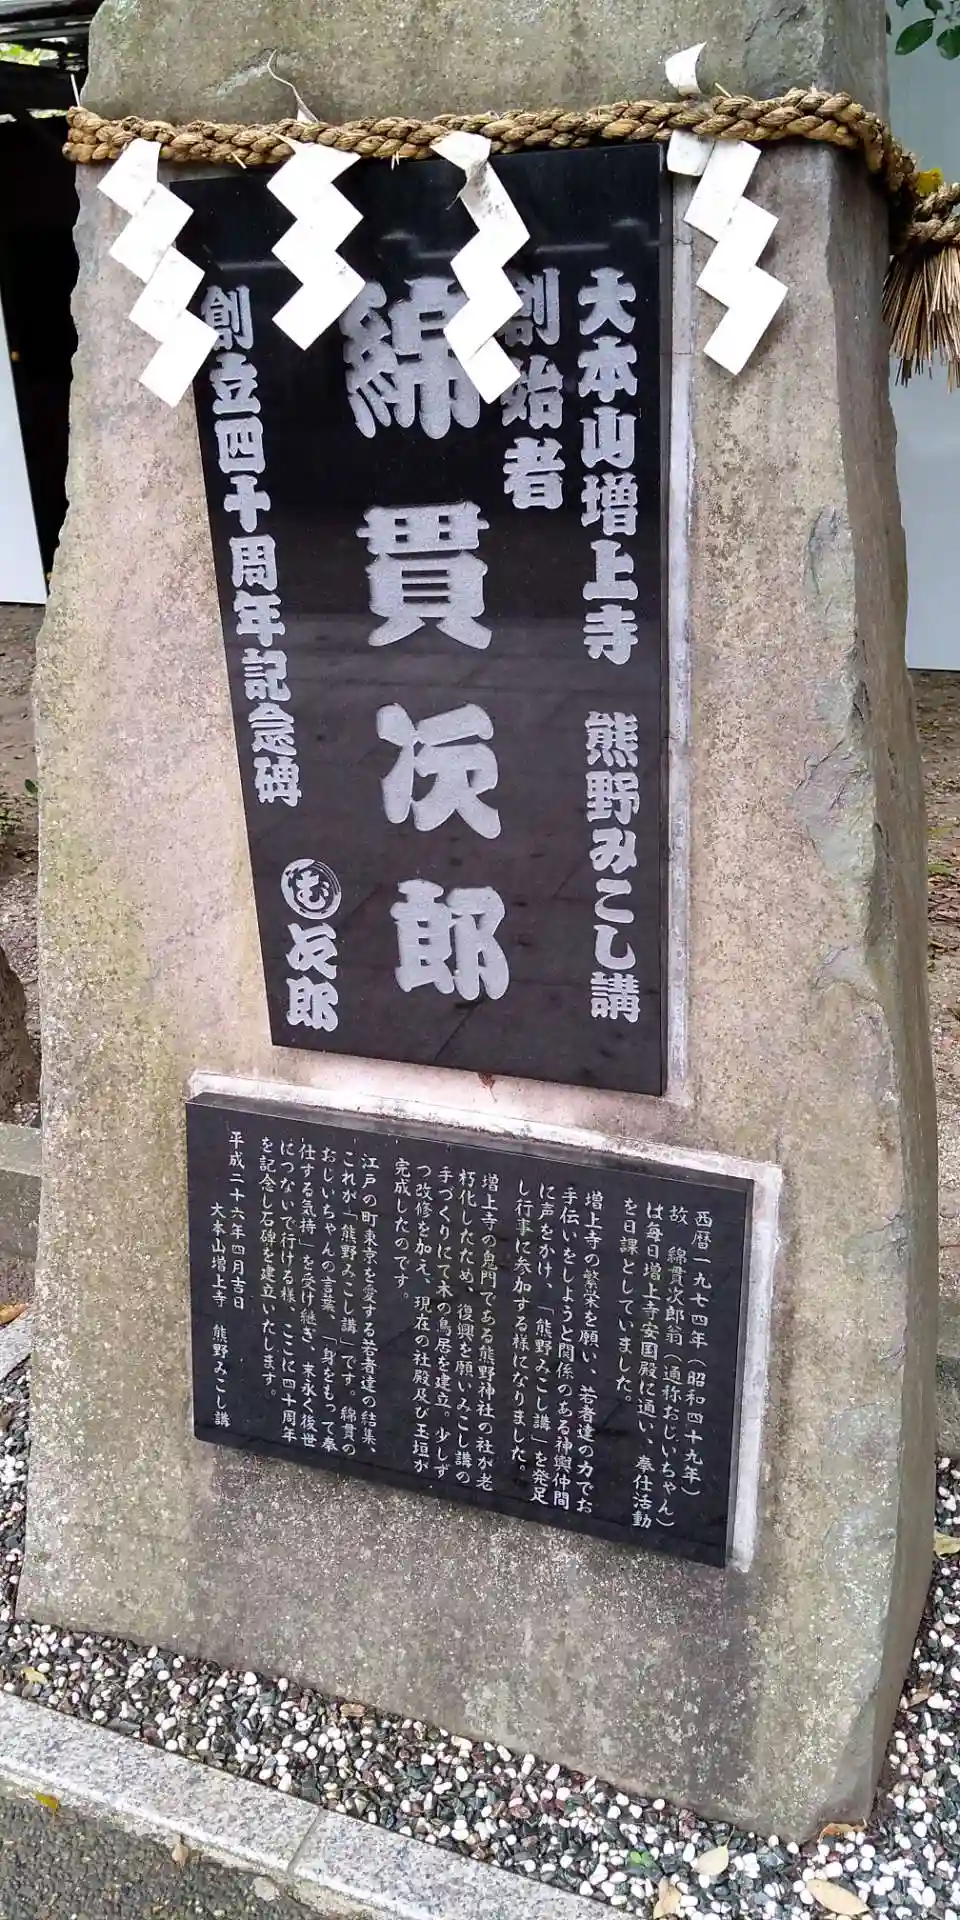 大本山増上寺 熊野みこし講
創始者
綿貫次郎
創立四十周年記念碑
む 次郎
西暦一九七四年(昭和四十九年)
故 綿貫次郎翁(通称おじいちゃん)
は毎日増上寺安国殿に通い、奉仕活動
を日課としていました。
増上寺の繁栄を願い、若者達の力でお
手伝いをしようと関係のある神輿仲間
に声をかけ、「熊野みこし講」を発足
し行事に参加する様になりました。
増上寺の鬼門である熊野神社の社が老
朽化したため、復興を願いみこし講の
手づくりにて木の鳥居を建立。少しず
つ改修を加え、現在の社殿及び玉垣が
完成したのです。
江戸の町東京を愛する若者達の結集、
これが「熊野みこし講」です。綿貫の
おじいちゃんの言葉、「身をもって奉
仕する気持」を受け継ぎ、末永く後世
につないで行ける様、ここに四十周年
を記念し石碑を建立いたします。
平成二十六年四月吉日
大本山増上寺 熊野みこし講